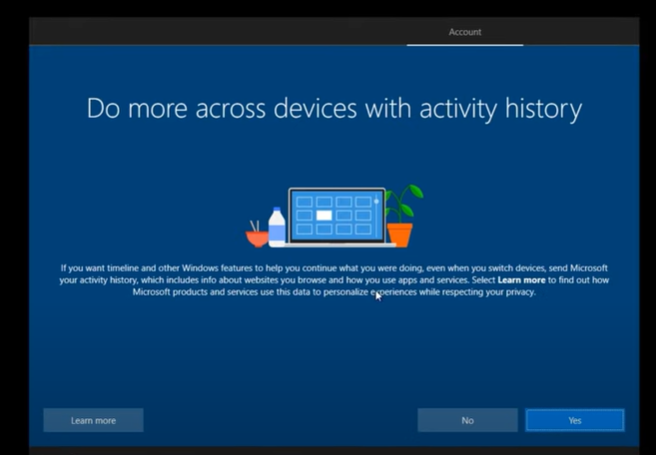 Account
Do more across devices with activity history
If you want timeline and other Windows features to help you continue what you were doing, even when you switch devices, send Microsoft
your activity history, which includes info about websites you browse and how you use apps and services. Select Learn more to find out how
Microsoft products and services use this data to personalize experiences while respecting your privacy.
Learn more
No
Yes